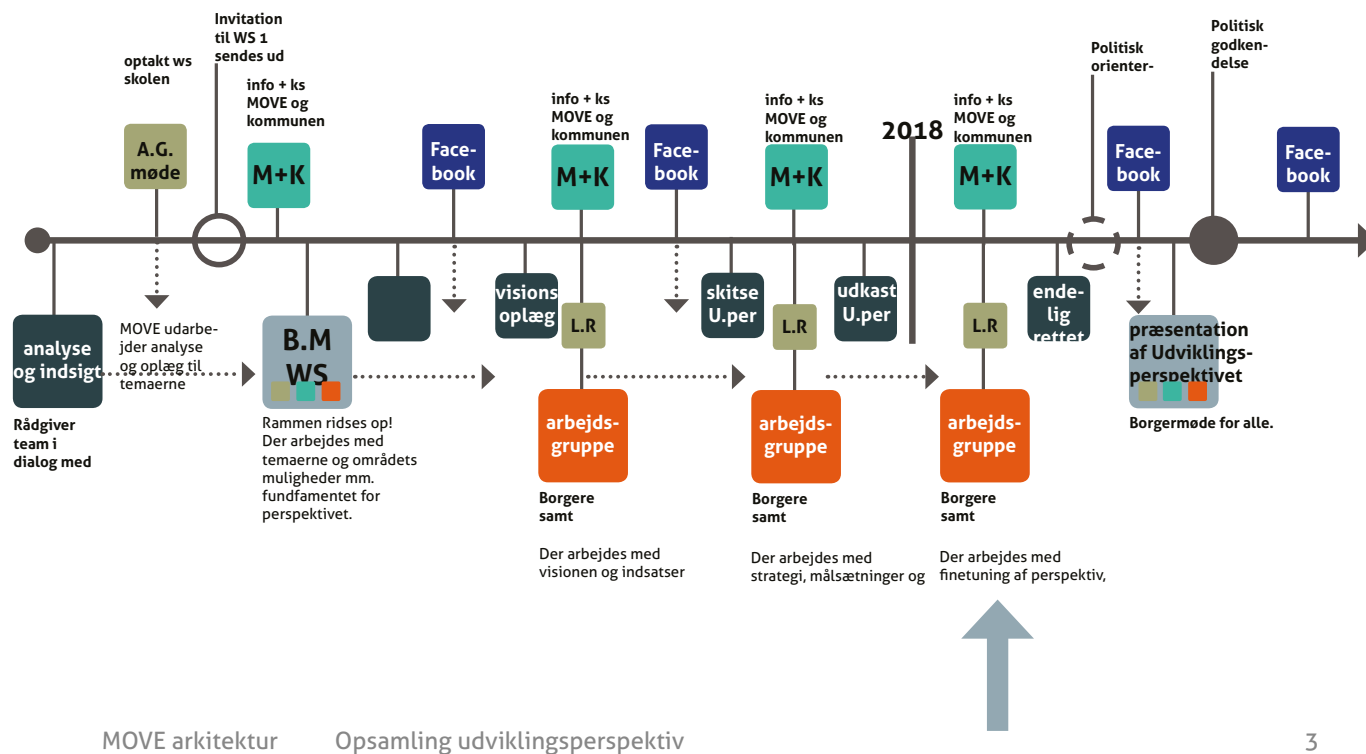 Invitation
til WS 1
sendes ud
optakt ws
skolen
A.G.
møde
info + ks
MOVE og
kommunen
M+K
Face-
book
info + ks
MOVE og
kommunen
M+K
Face-
book
info + ks
MOVE og
kommunen
M+K
2018
info + ks
MOVE og
kommunen
M+K
Politisk
orienter-
Face-
book
Politisk
godken-
delse
Face-
book
analyse
og indsigt
Rådgiver
team i
dialog med
MOVE udarbe-
jder analyse
og oplæg til
temaerne
B.M
WS
Rammen ridses op!
Der arbejdes med
temaerne og områdets
muligheder mm.
fundfamentet for
perspektivet.
visions
oplæg
L.R
arbejds-
gruppe
Borgere
samt
Der arbejdes med
visionen og indsatser
skitse
U.per
L.R
arbejds-
gruppe
Borgere
samt
Der arbejdes med
strategi, målsætninger og
udkast
U.per
L.R
arbejds-
gruppe
Borgere
samt
Der arbejdes med
finetuning af perspektiv,
ende-
lig
rettet
præsentation
af Udviklings-
perspektivet
Borgermøde for alle.
MOVE arkitektur Opsamling udviklingsperspektiv 3